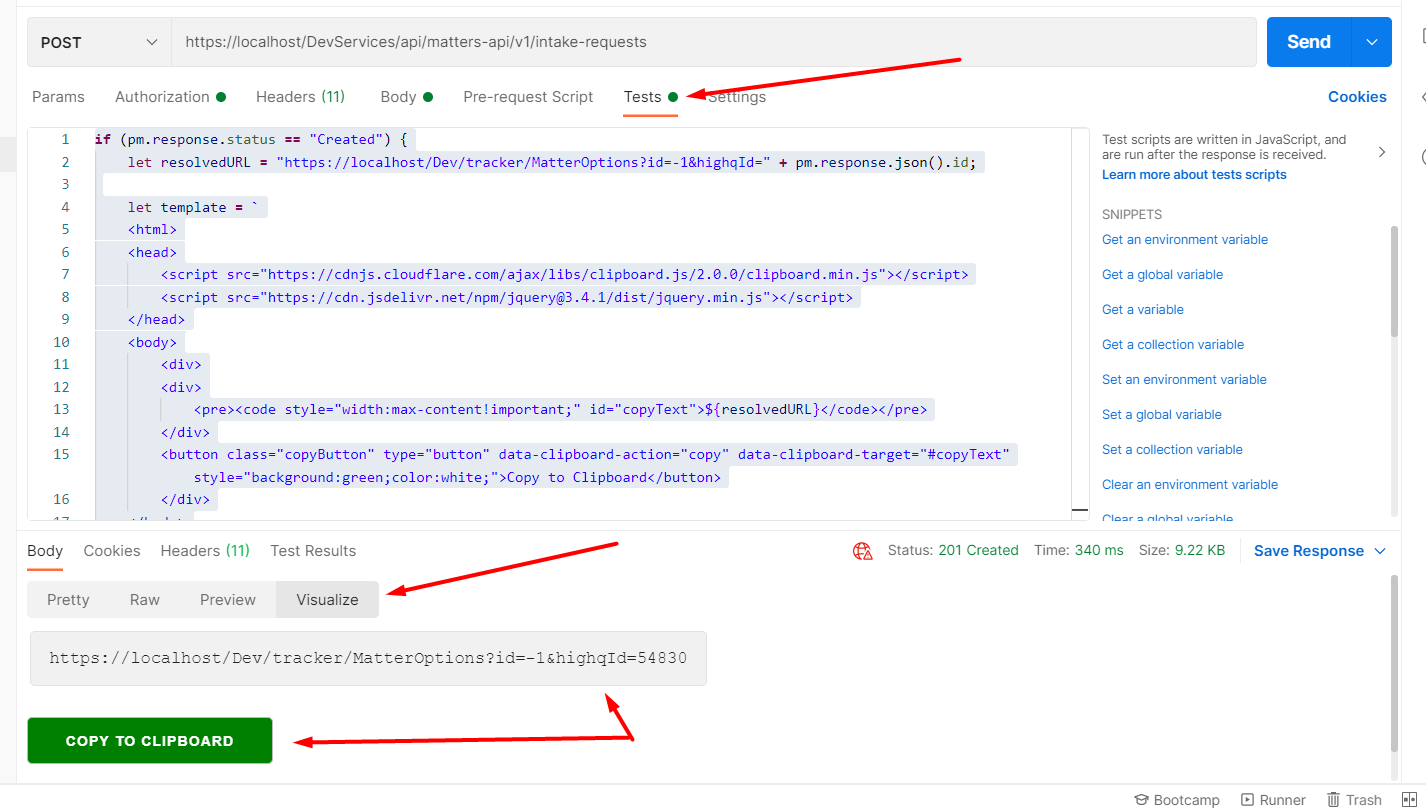 POST
https://localhost/DevServices/api/matters-api/v1/intake-requests
Send
Params Authorization Headers (11) Body Pre-request Script Tests Settings Cookies
1 if (pm.response.status == "Created") {
2 let resolvedURL = "https://localhost/Dev/tracker/MatterOptions?id=-1&highqId=" + pm.response.json().id;
3
4 let template = `
5 <html>
6 <head>
7 <script src="https://cdnjs.cloudflare.com/ajax/libs/clipboard.js/2.0.0/clipboard.min.js"></script>
8 <script src="https://cdn.jsdelivr.net/npm/jquery@3.4.1/dist/jquery.min.js"></script>
9 </head>
10 <body>
11 <div>
12 <div>
13 <pre><code style="width:max-content!important;" id="copyText">${resolvedURL}</code></pre>
14 </div>
15 <button class="copyButton" type="button" data-clipboard-action="copy" data-clipboard-target="#copyText"
style="background:green;color:white;">Copy to Clipboard</button>
16 </div>
Test scripts are written in JavaScript, and
are run after the response is received.
Learn more about tests scripts
SNIPPETS
Get an environment variable
Get a global variable
Get a variable
Get a collection variable
Set an environment variable
Set a global variable
Set a collection variable
Clear an environment variable
Clear a global variable
Body Cookies Headers (11) Test Results
Status: 201 Created Time: 340 ms Size: 9.22 KB Save Response
Pretty Raw Preview Visualize
https://localhost/Dev/tracker/MatterOptions?id=-1&highqId=54830
COPY TO CLIPBOARD
Bootcamp Runner Trash